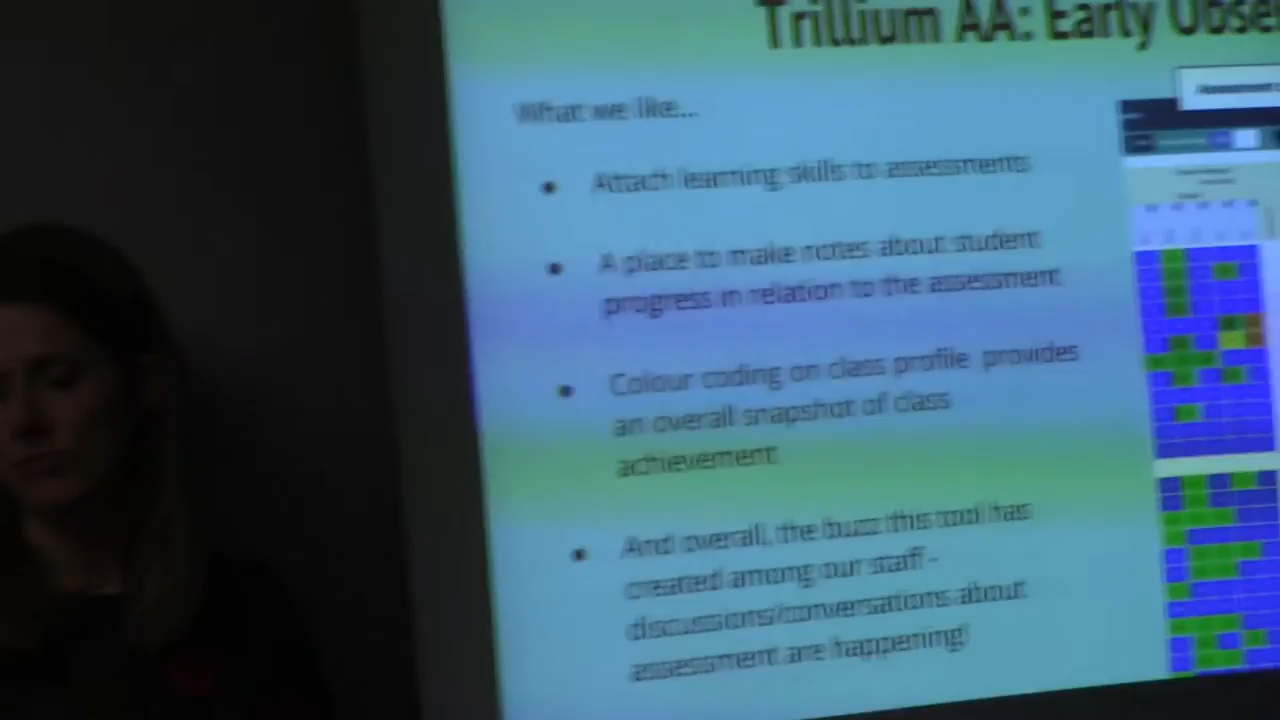 Trillium AA: Early Obse
What we like...
• Attach learning skills to assessments
• A place to make notes about student
progress in relation to the assessment
• Colour coding on class profile provides
an overall snapshot of class
achievement
• And overall, the buzz this tool has
created among our staff -
discussions/conversations about
assessment are happening!